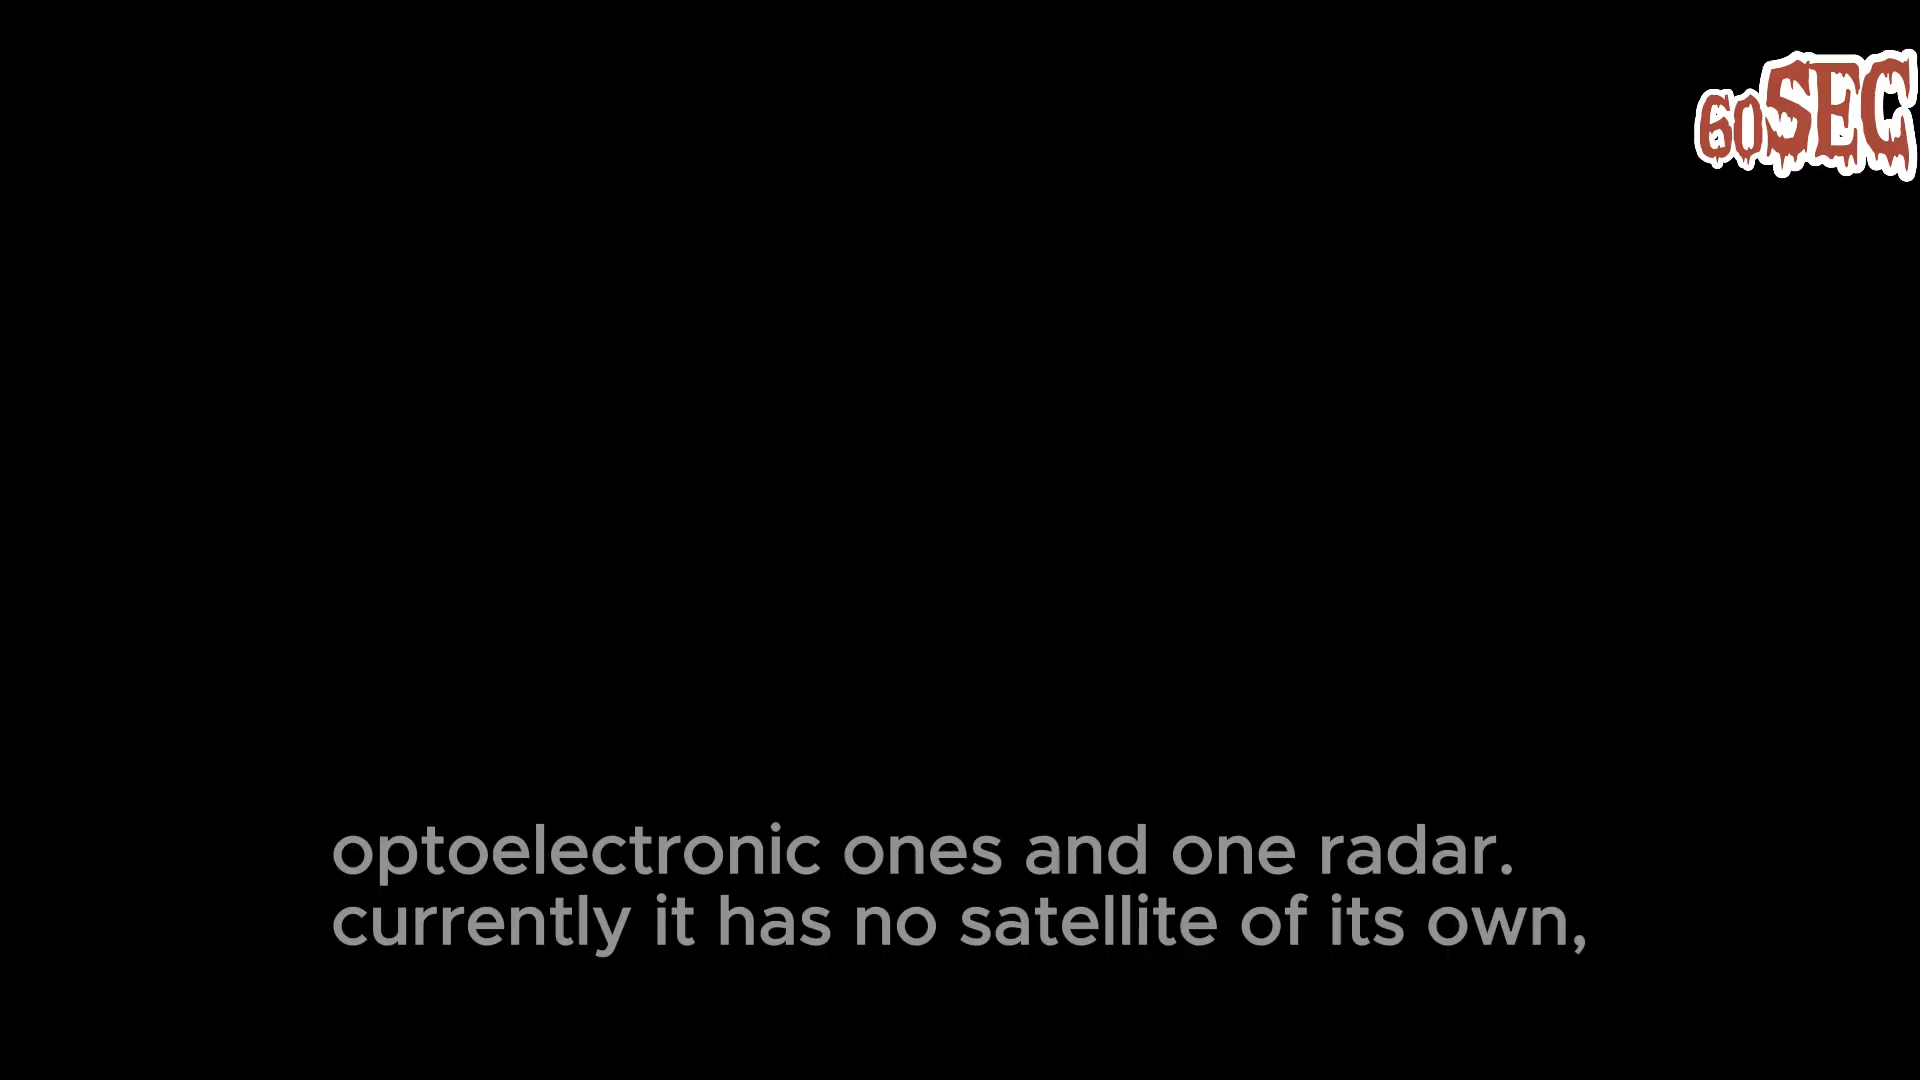 60SEC
optoelectronic ones and one radar.
currently it has no satellite of its own,